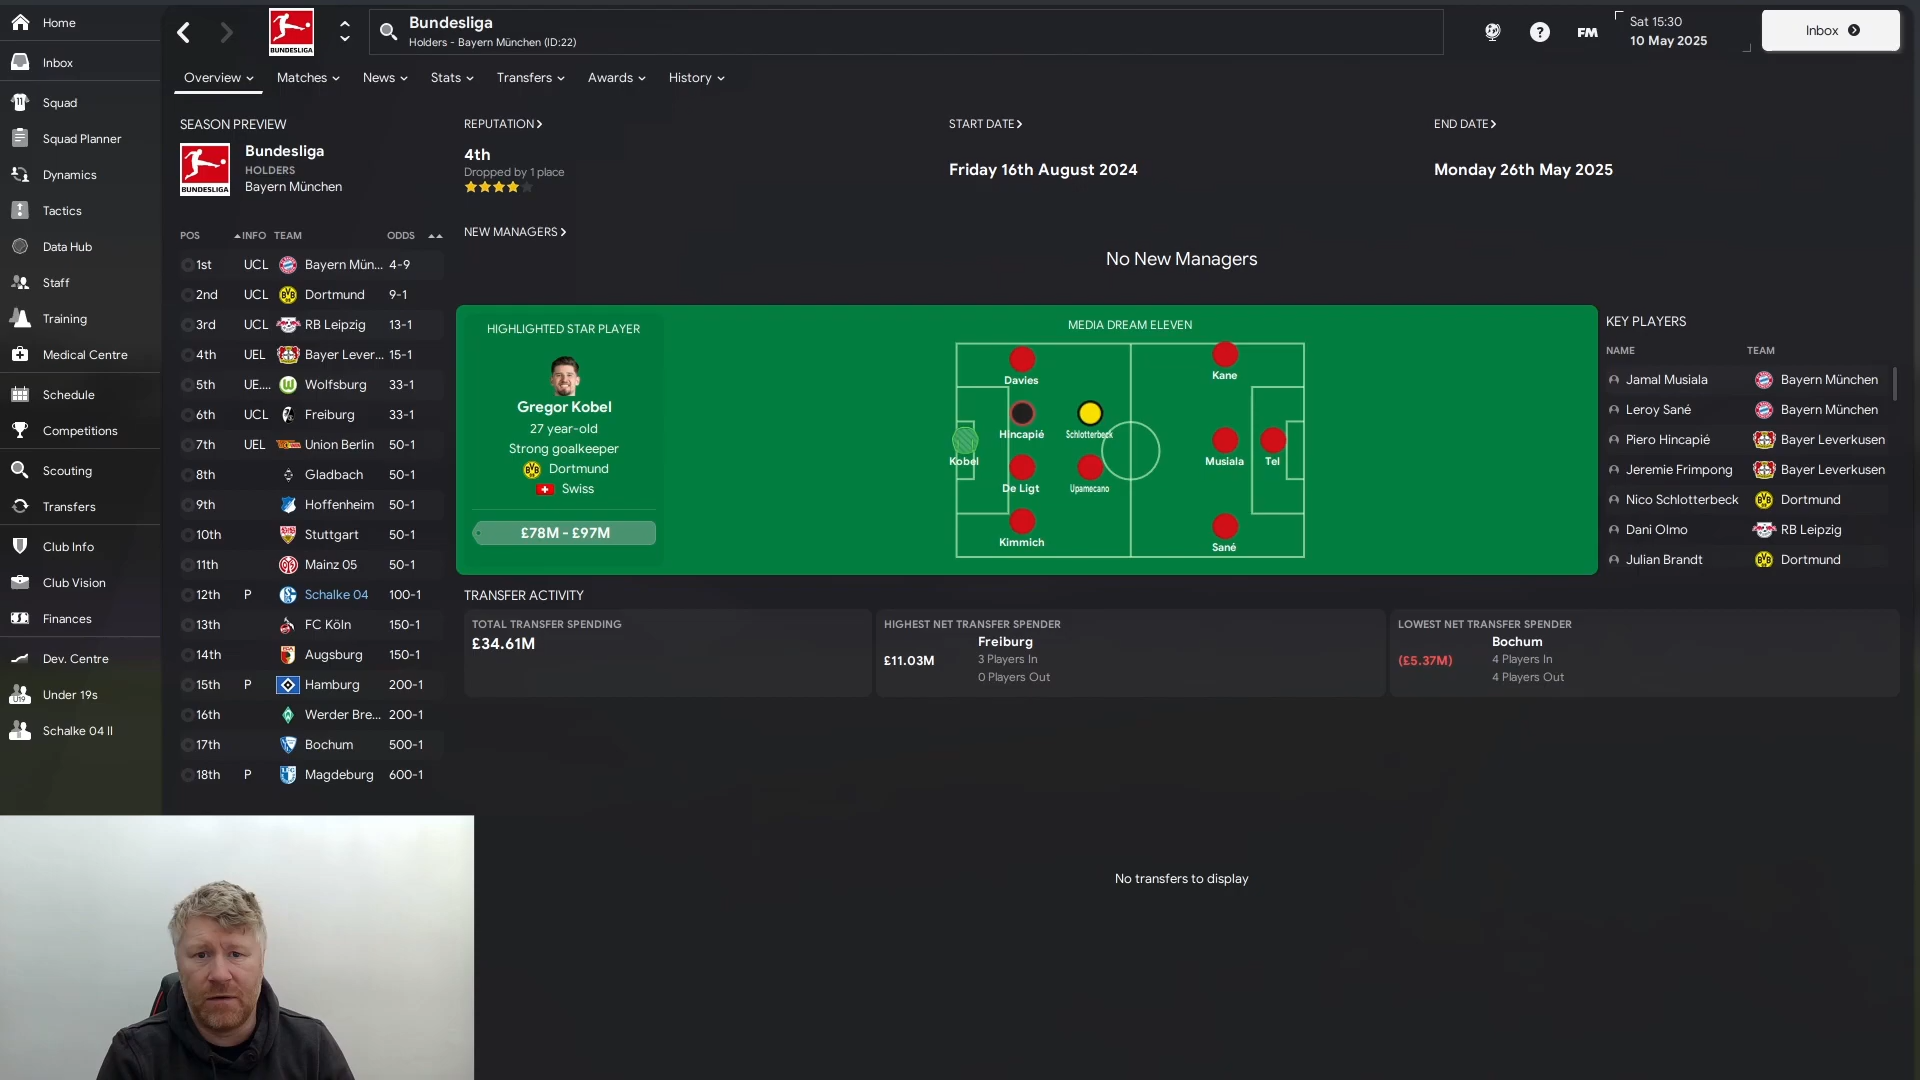 Home
Inbox
Squad
Squad Planner
Dynamics
Tactics
Data Hub
Staff
Training
Medical Centre
Schedule
Competitions
Scouting
Transfers
Club Info
Club Vision
Finances
Dev. Centre
Under 19s
Schalke 04 II
BUNDESLIGA
Bundesliga
Holders - Bayern München (ID:22)
?
FM
Sat 15:30
10 May 2025
Inbox
Overview
Matches
News
Stats
Transfers
Awards
History
SEASON PREVIEW
BUNDESLIGA
Bundesliga
HOLDERS
Bayern München
REPUTATION
4th
Dropped by 1 place
START DATE
Friday 16th August 2024
END DATE
Monday 26th May 2025
NEW MANAGERS
No New Managers
POS INFO TEAM ODDS
1st UCL Bayern Mün... 4-9
2nd UCL Dortmund 9-1
3rd UCL RB Leipzig 13-1
4th UEL Bayer Lever... 15-1
5th UE.... Wolfsburg 33-1
6th UCL Freiburg 33-1
7th UEL Union Berlin 50-1
8th Gladbach 50-1
9th Hoffenheim 50-1
10th Stuttgart 50-1
11th Mainz 05 50-1
12th P Schalke 04 100-1
13th FC Köln 150-1
14th Augsburg 150-1
15th P Hamburg 200-1
16th Werder Bre... 200-1
17th Bochum 500-1
18th P Magdeburg 600-1
HIGHLIGHTED STAR PLAYER
Gregor Kobel
27 year-old
Strong goalkeeper
Dortmund
Swiss
£78M - £97M
MEDIA DREAM ELEVEN
Davies
Kane
Hincapié
Schlotterbeck
Kobel
Musiala
Tel
De Ligt
Upamecano
Kimmich
Sané
KEY PLAYERS
NAME TEAM
Jamal Musiala Bayern München
Leroy Sané Bayern München
Piero Hincapié Bayer Leverkusen
Jeremie Frimpong Bayer Leverkusen
Nico Schlotterbeck Dortmund
Dani Olmo RB Leipzig
Julian Brandt Dortmund
TRANSFER ACTIVITY
TOTAL TRANSFER SPENDING
£34.61M
HIGHEST NET TRANSFER SPENDER
Freiburg
£11.03M
3 Players In
0 Players Out
LOWEST NET TRANSFER SPENDER
Bochum
(£5.37M)
4 Players In
4 Players Out
No transfers to display